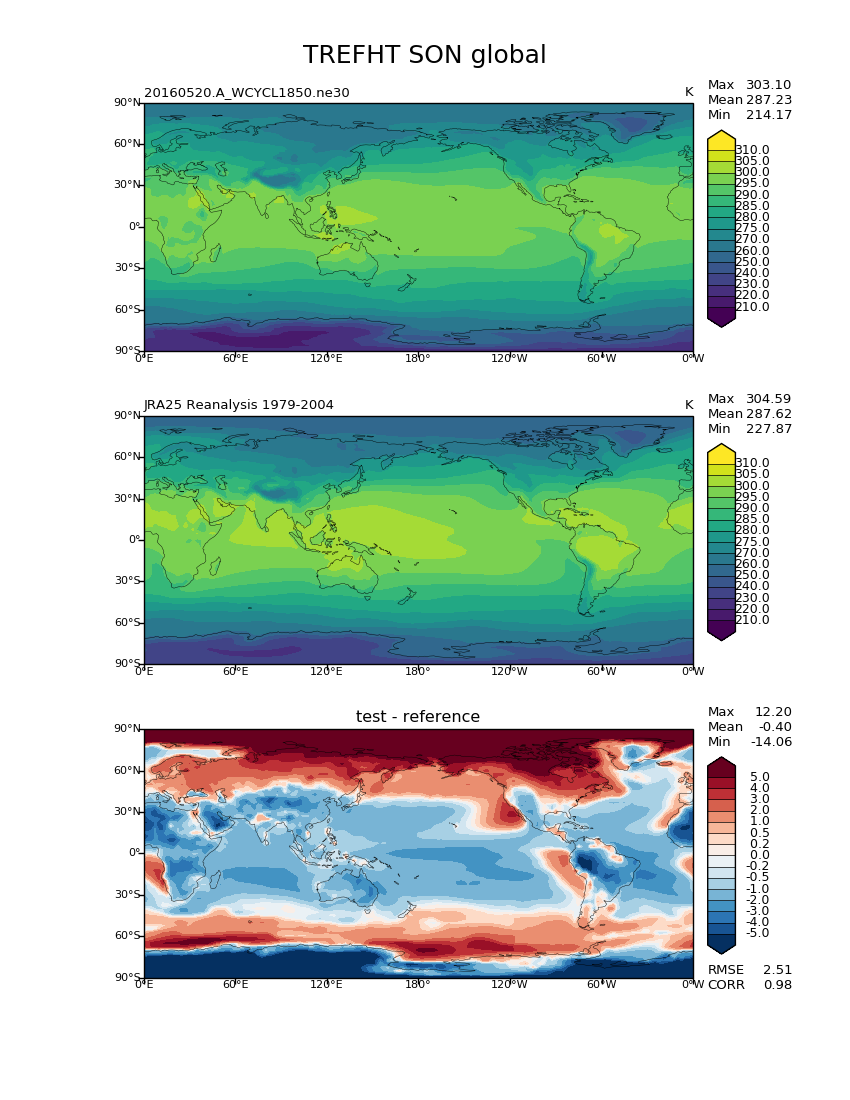 TREFHT SON global
20160520.A_WCYCL1850.ne30 K
Max 303.10
Mean 287.23
Min 214.17
90°N
60°N
30°N
0°
30°S
60°S
90°S
0°E 60°E 120°E 180° 120°W 60°W 0°W
310.0
305.0
300.0
295.0
290.0
285.0
280.0
275.0
270.0
260.0
250.0
240.0
230.0
220.0
210.0
JRA25 Reanalysis 1979-2004 K
Max 304.59
Mean 287.62
Min 227.87
90°N
60°N
30°N
0°
30°S
60°S
90°S
0°E 60°E 120°E 180° 120°W 60°W 0°W
310.0
305.0
300.0
295.0
290.0
285.0
280.0
275.0
270.0
260.0
250.0
240.0
230.0
220.0
210.0
test - reference
Max 12.20
Mean -0.40
Min -14.06
90°N
60°N
30°N
0°
30°S
60°S
90°S
0°E 60°E 120°E 180° 120°W 60°W 0°W
5.0
4.0
3.0
2.0
1.0
0.5
0.2
0.0
-0.2
-0.5
-1.0
-2.0
-3.0
-4.0
-5.0
RMSE 2.51
CORR 0.98